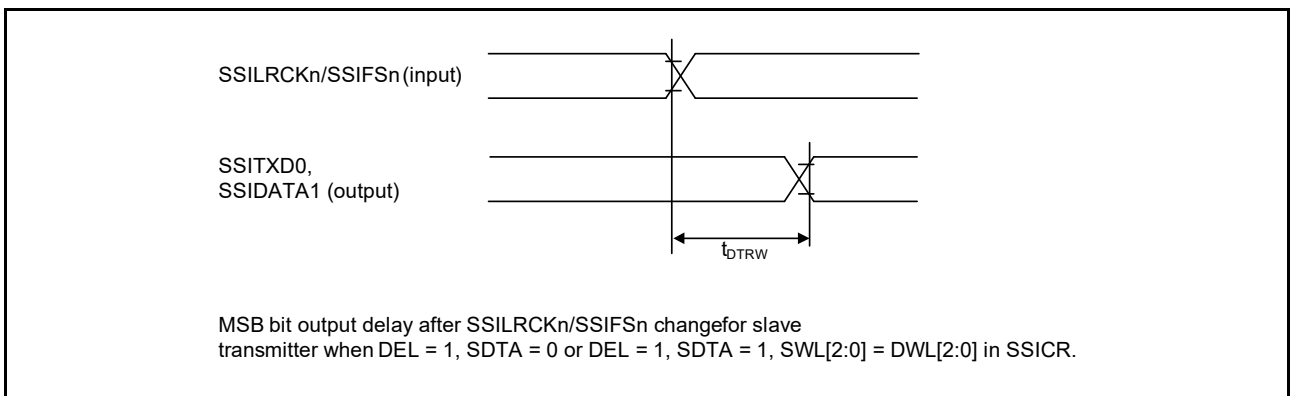 SSILRCKn/SSIFSn (input)
SSITXD0,
SSIDATA1 (output)
tDTRW
MSB bit output delay after SSILRCKn/SSIFSn changefor slave
transmitter when DEL = 1, SDTA = 0 or DEL = 1, SDTA = 1, SWL[2:0] = DWL[2:0] in SSICR.